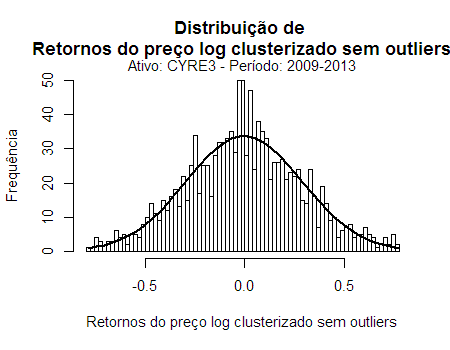 Distribuição de
Retornos do preço log clusterizado sem outliers
Ativo: CYRE3 - Período: 2009-2013
Frequência
50
40
30
20
10
0
-0.5
0.0
0.5
Retornos do preço log clusterizado sem outliers